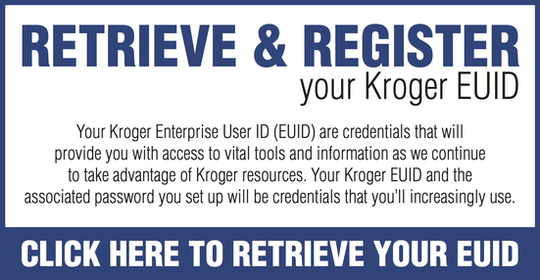 RETRIEVE & REGISTER
your Kroger EUID
Your Kroger Enterprise User ID (EUID) are credentials that will
provide you with access to vital tools and information as we continue
to take advantage of Kroger resources. Your Kroger EUID and the
associated password you set up will be credentials that you'll increasingly use.
CLICK HERE TO RETRIEVE YOUR EUID